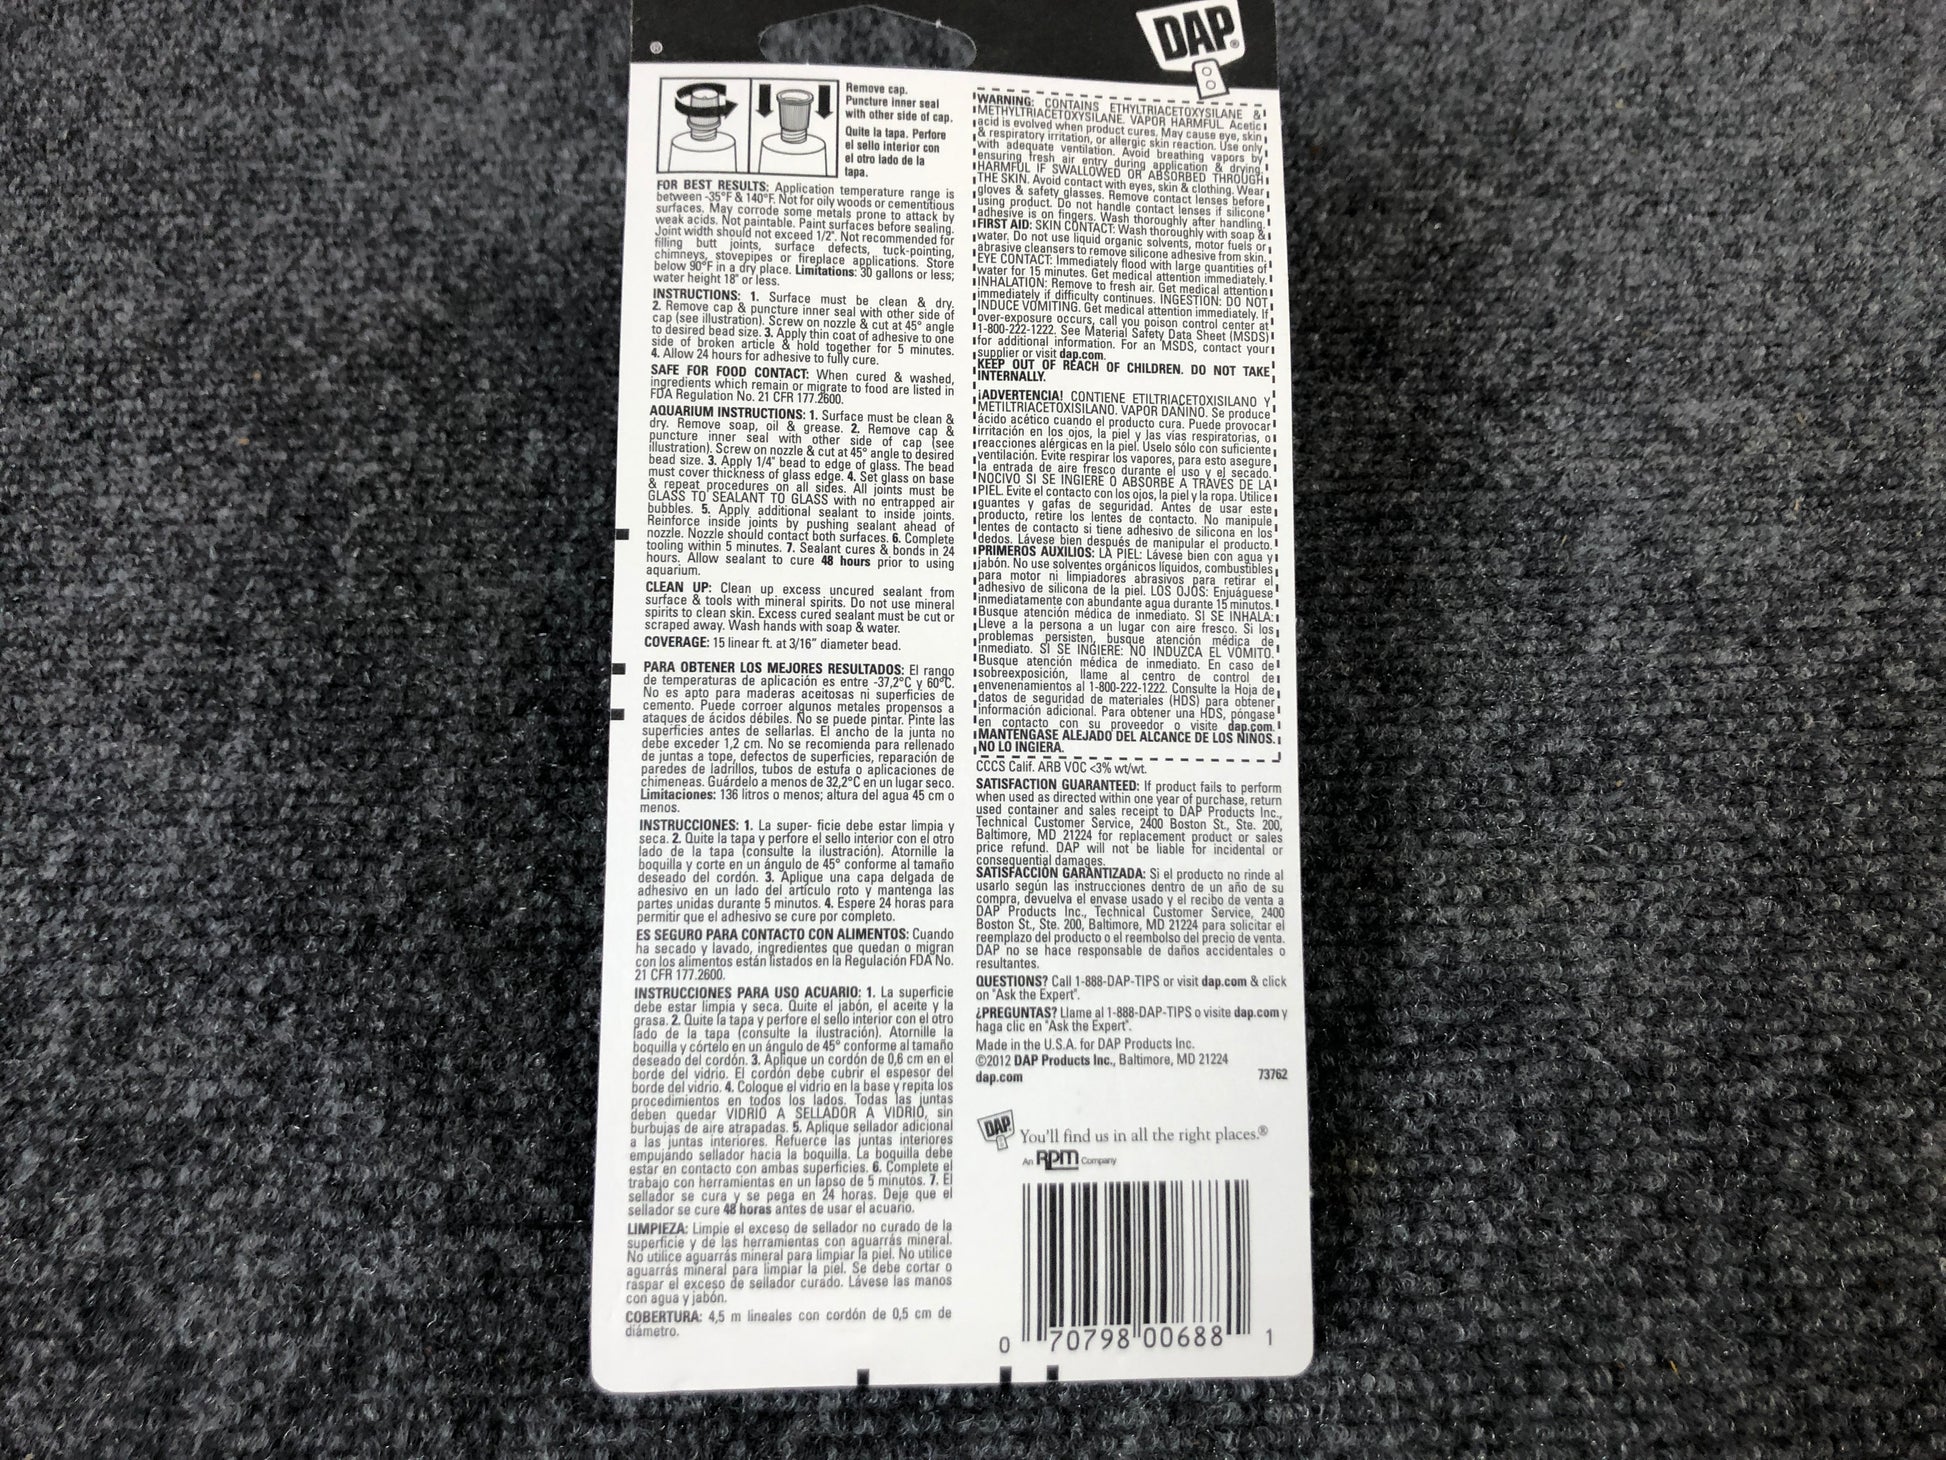 DAP®
®
Remove cap.
Puncture inner seal
with other side of cap.
Quite la tapa. Perfore
el sello interior con
el otro lado de la
tapa.
FOR BEST RESULTS: Application temperature range is
between -35°F & 140°F. Not for oily woods or cementitious
surfaces. May corrode some metals prone to attack by
weak acids. Not paintable. Paint surfaces before sealing.
Joint width should not exceed 1/2". Not recommended for
filling butt joints, surface defects, tuck-pointing,
chimneys, stovepipes or fireplace applications. Store
below 90°F in a dry place. Limitations: 30 gallons or less;
water height 18" or less.
INSTRUCTIONS: 1. Surface must be clean & dry.
2. Remove cap & puncture inner seal with other side of
cap (see illustration). Screw on nozzle & cut at 45° angle
to desired bead size. 3. Apply thin coat of adhesive to one
side of broken article & hold together for 5 minutes.
4. Allow 24 hours for adhesive to fully cure.
SAFE FOR FOOD CONTACT: When cured & washed,
ingredients which remain or migrate to food are listed in
FDA Regulation No. 21 CFR 177.2600.
AQUARIUM INSTRUCTIONS: 1. Surface must be clean &
dry. Remove soap, oil & grease. 2. Remove cap &
puncture inner seal with other side of cap (see
illustration). Screw on nozzle & cut at 45° angle to desired
bead size. 3. Apply 1/4" bead to edge of glass. The bead
must cover thickness of glass edge. 4. Set glass on base
& repeat procedures on all sides. All joints must be
GLASS TO SEALANT TO GLASS with no entrapped air
bubbles. 5. Apply additional sealant to inside joints.
Reinforce inside joints by pushing sealant ahead of
nozzle. Nozzle should contact both surfaces. 6. Complete
tooling within 5 minutes. 7. Sealant cures & bonds in 24
hours. Allow sealant to cure 48 hours prior to using
aquarium.
CLEAN UP: Clean up excess uncured sealant from
surface & tools with mineral spirits. Do not use mineral
spirits to clean skin. Excess cured sealant must be cut or
scraped away. Wash hands with soap & water.
COVERAGE: 15 linear ft. at 3/16" diameter bead.
PARA OBTENER LOS MEJORES RESULTADOS: El rango
de temperaturas de aplicación es entre -37,2°C y 60°C.
No es apto para maderas aceitosas ni superficies de
cemento. Puede corroer algunos metales propensos a
ataques de ácidos débiles. No se puede pintar. Pinte las
superficies antes de sellarlas. El ancho de la junta no
debe exceder 1,2 cm. No se recomienda para rellenado
de juntas a tope, defectos de superficies, reparación de
paredes de ladrillos, tubos de estufa o aplicaciones de
chimeneas. Guárdelo a menos de 32,2°C en un lugar seco.
Limitaciones: 136 litros o menos; altura del agua 45 cm o
menos.
INSTRUCCIONES: 1. La super- ficie debe estar limpia y
seca. 2. Quite la tapa y perfore el sello interior con el otro
lado de la tapa (consulte la ilustración). Atornille la
boquilla y corte en un ángulo de 45° conforme al tamaño
deseado del cordón. 3. Aplique una capa delgada de
adhesivo en un lado del artículo roto y mantenga las
partes unidas durante 5 minutos. 4. Espere 24 horas para
permitir que el adhesivo se cure por completo.
ES SEGURO PARA CONTACTO CON ALIMENTOS: Cuando
ha secado y lavado, ingredientes que quedan o migran
con los alimentos están listados en la Regulación FDA No.
21 CFR 177.2600.
INSTRUCCIONES PARA USO ACUARIO: 1. La superficie
debe estar limpia y seca. Quite el jabón, el aceite y la
grasa. 2. Quite la tapa y perfore el sello interior con el otro
lado de la tapa (consulte la ilustración). Atornille la
boquilla y córtelo en un ángulo de 45° conforme al tamaño
deseado del cordón. 3. Aplique un cordón de 0,6 cm en el
borde del vidrio. El cordón debe cubrir el espesor del
borde del vidrio. 4. Coloque el vidrio en la base y repita los
procedimientos en todos los lados. Todas las juntas
deben quedar VIDRIO A SELLADOR A VIDRIO, sin
burbujas de aire atrapadas. 5. Aplique sellador adicional
a las juntas interiores. Refuerce las juntas interiores
empujando sellador hacia la boquilla. La boquilla debe
estar en contacto con ambas superficies. 6. Complete el
trabajo con herramientas en un lapso de 5 minutos. 7. El
sellador se cura y se pega en 24 horas. Deje que el
sellador se cure 48 horas antes de usar el acuario.
LIMPIEZA: Limpie el exceso de sellador no curado de la
superficie y de las herramientas con aguarrás mineral.
No utilice aguarrás mineral para limpiar la piel. No utilice
aguarrás mineral para limpiar la piel. Se debe cortar o
raspar el exceso de sellador curado. Lávese las manos
con agua y jabón.
COBERTURA: 4,5 m lineales con cordón de 0,5 cm de
diámetro.
WARNING: CONTAINS ETHYLTRIACETOXYSILANE &
METHYLTRIACETOXYSILANE. VAPOR HARMFUL. Acetic
acid is evolved when product cures. May cause eye, skin
& respiratory irritation, or allergic skin reaction. Use only
with adequate ventilation. Avoid breathing vapors by
ensuring fresh air entry during application & drying.
HARMFUL IF SWALLOWED OR ABSORBED THROUGH
THE SKIN. Avoid contact with eyes, skin & clothing. Wear
gloves & safety glasses. Remove contact lenses before
using product. Do not handle contact lenses if silicone
adhesive is on fingers. Wash thoroughly after handling.
FIRST AID: SKIN CONTACT: Wash thoroughly with soap &
water. Do not use liquid organic solvents, motor fuels or
abrasive cleansers to remove silicone adhesive from skin.
EYE CONTACT: Immediately flood with large quantities of
water for 15 minutes. Get medical attention immediately.
INHALATION: Remove to fresh air. Get medical attention
immediately if difficulty continues. INGESTION: DO NOT
INDUCE VOMITING. Get medical attention immediately. If
over-exposure occurs, call you poison control center at
1-800-222-1222. See Material Safety Data Sheet (MSDS)
for additional information. For an MSDS, contact your
supplier or visit dap.com.
KEEP OUT OF REACH OF CHILDREN. DO NOT TAKE
INTERNALLY.
¡ADVERTENCIA! CONTIENE ETILTRIACETOXISILANO Y
METILTRIACETOXISILANO. VAPOR DAÑINO. Se produce
ácido acético cuando el producto cura. Puede provocar
irritación en los ojos, la piel y las vías respiratorias, o
reacciones alérgicas en la piel. Úselo sólo con suficiente
ventilación. Evite respirar los vapores, para esto asegure
la entrada de aire fresco durante el uso y el secado.
NOCIVO SI SE INGIERE O ABSORBE A TRAVÉS DE LA
PIEL. Evite el contacto con los ojos, la piel y la ropa. Utilice
guantes y gafas de seguridad. Antes de usar este
producto, retire los lentes de contacto. No manipule
lentes de contacto si tiene adhesivo de silicona en los
dedos. Lávese bien después de manipular el producto.
PRIMEROS AUXILIOS: LA PIEL: Lávese bien con agua y
jabón. No use solventes orgánicos líquidos, combustibles
para motor ni limpiadores abrasivos para retirar el
adhesivo de silicona de la piel. LOS OJOS: Enjuáguese
inmediatamente con abundante agua durante 15 minutos.
Busque atención médica de inmediato. SI SE INHALA:
Lleve a la persona a un lugar con aire fresco. Si los
problemas persisten, busque atención médica de
inmediato. SI SE INGIERE: NO INDUZCA EL VÓMITO.
Busque atención médica de inmediato. En caso de
sobreexposición, llame al centro de control de
envenenamientos al 1-800-222-1222. Consulte la Hoja de
datos de seguridad de materiales (HDS) para obtener
información adicional. Para obtener una HDS, póngase
en contacto con su proveedor o visite dap.com.
MANTÉNGASE ALEJADO DEL ALCANCE DE LOS NIÑOS.
NO LO INGIERA.
CCCS Calif. ARB VOC <3% wt/wt.
SATISFACTION GUARANTEED: If product fails to perform
when used as directed within one year of purchase, return
used container and sales receipt to DAP Products Inc.,
Technical Customer Service, 2400 Boston St., Ste. 200,
Baltimore, MD 21224 for replacement product or sales
price refund. DAP will not be liable for incidental or
consequential damages.
SATISFACCIÓN GARANTIZADA: Si el producto no rinde al
usarlo según las instrucciones dentro de un año de su
compra, devuelva el envase usado y el recibo de venta a
DAP Products Inc., Technical Customer Service, 2400
Boston St., Ste. 200, Baltimore, MD 21224 para solicitar el
reemplazo del producto o el reembolso del precio de venta.
DAP no se hace responsable de daños accidentales o
resultantes.
QUESTIONS? Call 1-888-DAP-TIPS or visit dap.com & click
on "Ask the Expert".
¿PREGUNTAS? Llame al 1-888-DAP-TIPS o visite dap.com y
haga clic en "Ask the Expert".
Made in the U.S.A. for DAP Products Inc.
©2012 DAP Products Inc., Baltimore, MD 21224
dap.com 73762
DAP® You'll find us in all the right places.®
An RPM Company
0 70798 00688 1